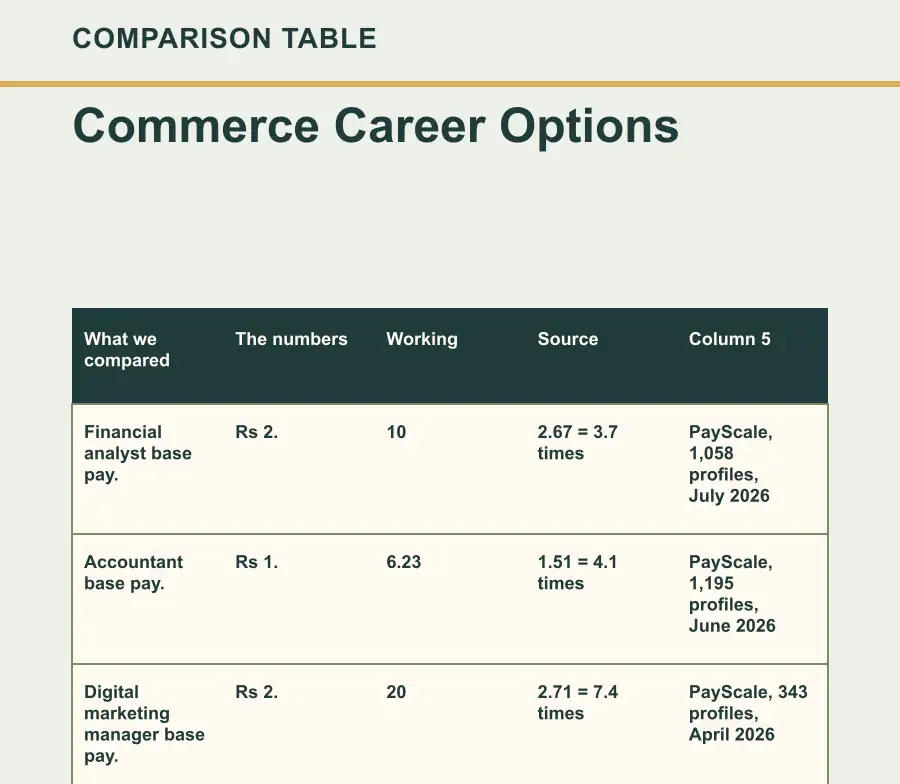 COMPARISON TABLE
Commerce Career Options
What we compared
The numbers
Working
Source
Column 5
Financial analyst base pay.
Rs 2.
10
2.67 = 3.7 times
PayScale, 1,058 profiles, July 2026
Accountant base pay.
Rs 1.
6.23
1.51 = 4.1 times
PayScale, 1,195 profiles, June 2026
Digital marketing manager base pay.
Rs 2.
20
2.71 = 7.4 times
PayScale, 343 profiles, April 2026